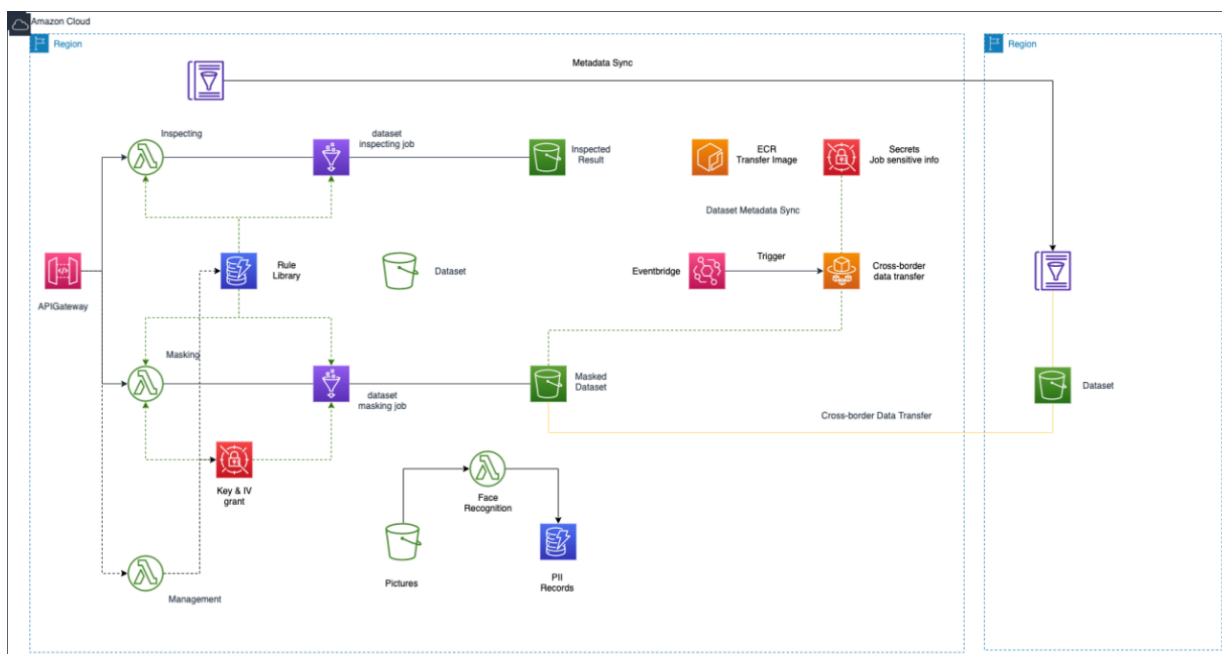 Amazon Cloud
Region
Region
Metadata Sync
Inspecting
dataset
inspecting job
Inspected
Result
ECR
Transfer Image
Secrets
Job sensitive info
Dataset Metadata Sync
Rule
Library
Dataset
Eventbridge
Trigger
Cross-border
data transfer
APIGateway
Masking
dataset
masking job
Masked
Dataset
Dataset
Cross-border Data Transfer
Key & IV
grant
Face
Recognition
Pictures
PII
Records
Management